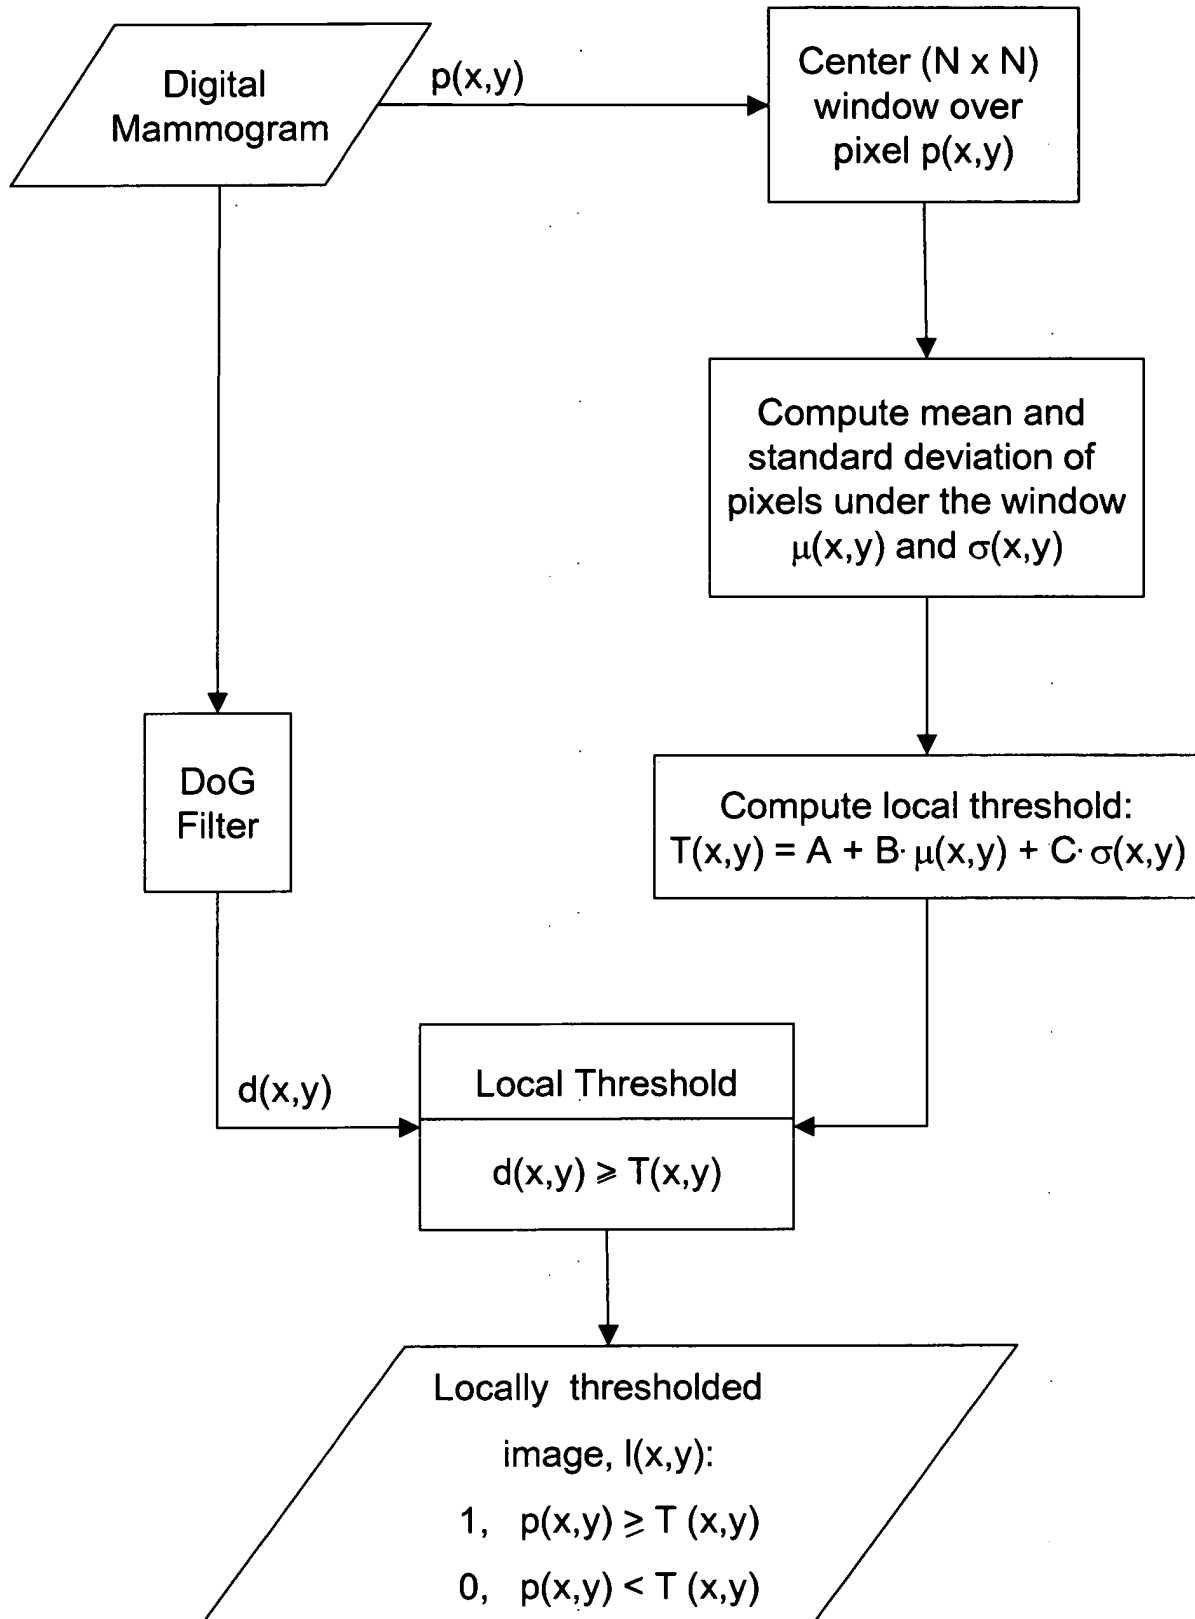 Digital
Mammogram
p(x,y)
Center (N x N)
window over
pixel p(x,y)
Compute mean and
standard deviation of
pixels under the window
μ(x,y) and σ(x,y)
DoG
Filter
Compute local threshold:
T(x,y) = A + B· μ(x,y) + C· σ(x,y)
d(x,y)
Local Threshold
d(x,y) ⩾ T(x,y)
Locally thresholded
image, I(x,y):
1, p(x,y) ⩾ T (x,y)
0, p(x,y) < T (x,y)